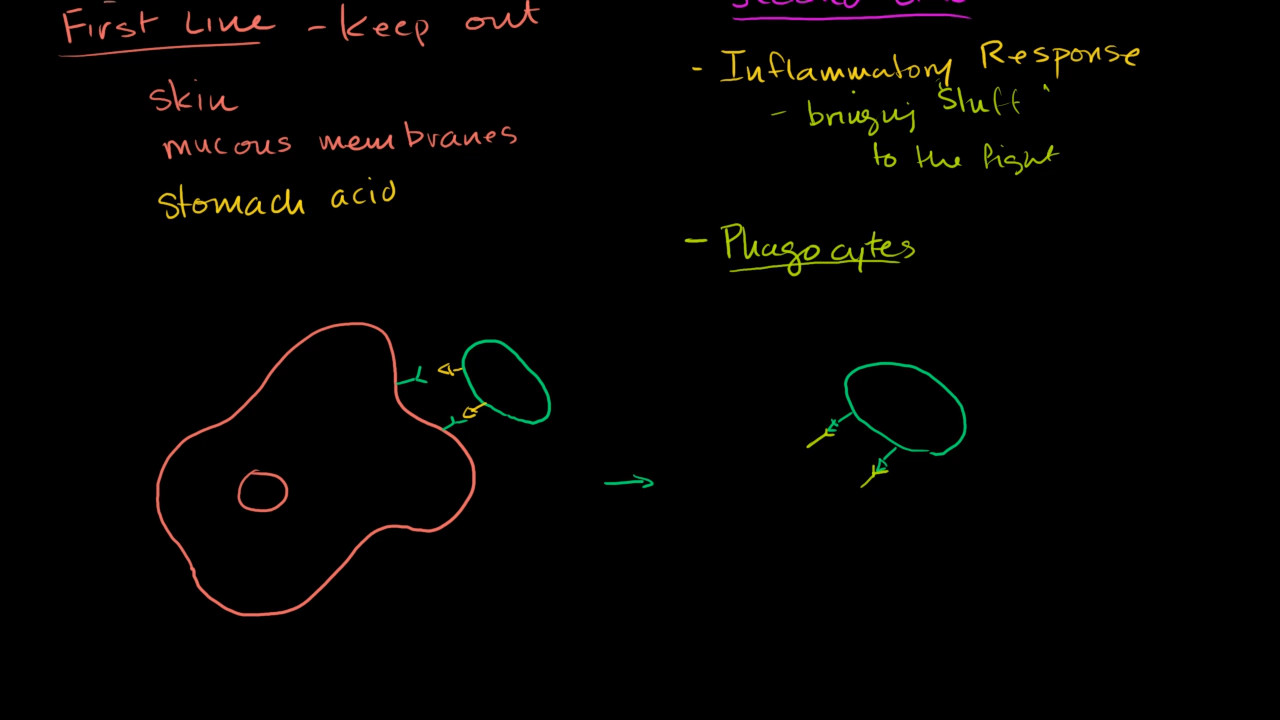 First Line - Keep out
skin
mucous membranes
stomach acid
- Inflammatory Response
- bringing stuff
to the fight
- Phagocytes